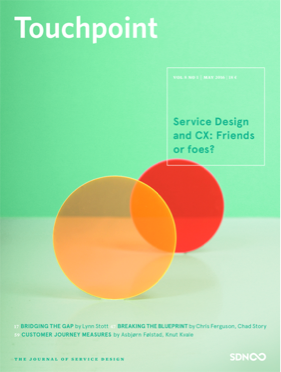 Touchpoint
Service Design
and CX: Friends
or foes?
BRIDGING THE GAP by Lynn Stott BREAKING THE BLUEPRINT by Chris Ferguson, Chad Story
CUSTOMER JOURNEY MEASURES by Asbjørn Følstad, Knut Kvale
THE JOURNAL OF SERVICE DESIGN
SDN